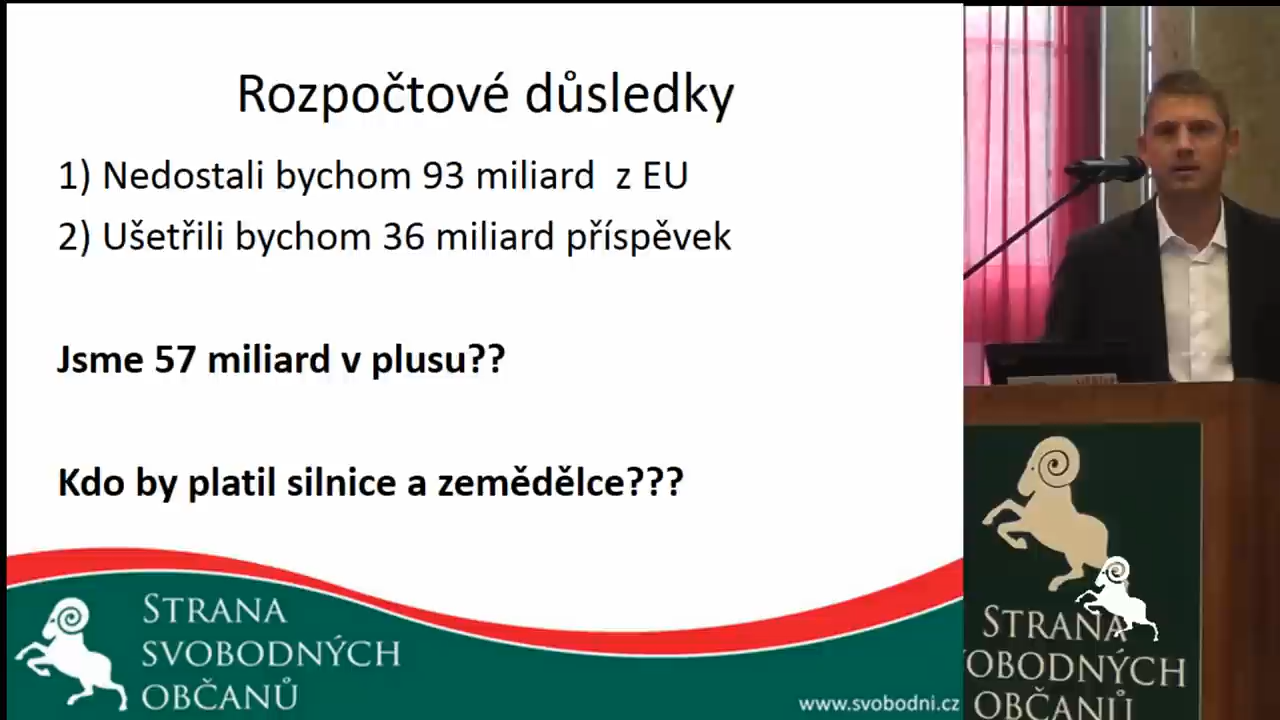 Rozpočtové důsledky
1) Nedostali bychom 93 miliard z EU
2) Ušetřili bychom 36 miliard příspěvek
Jsme 57 miliard v plusu??
Kdo by platil silnice a zemědělce???
STRANA
SVOBODNÝCH
OBČANŮ
www.svobodni.cz
STRANA
VOBODNÝCH
OBČANŮ